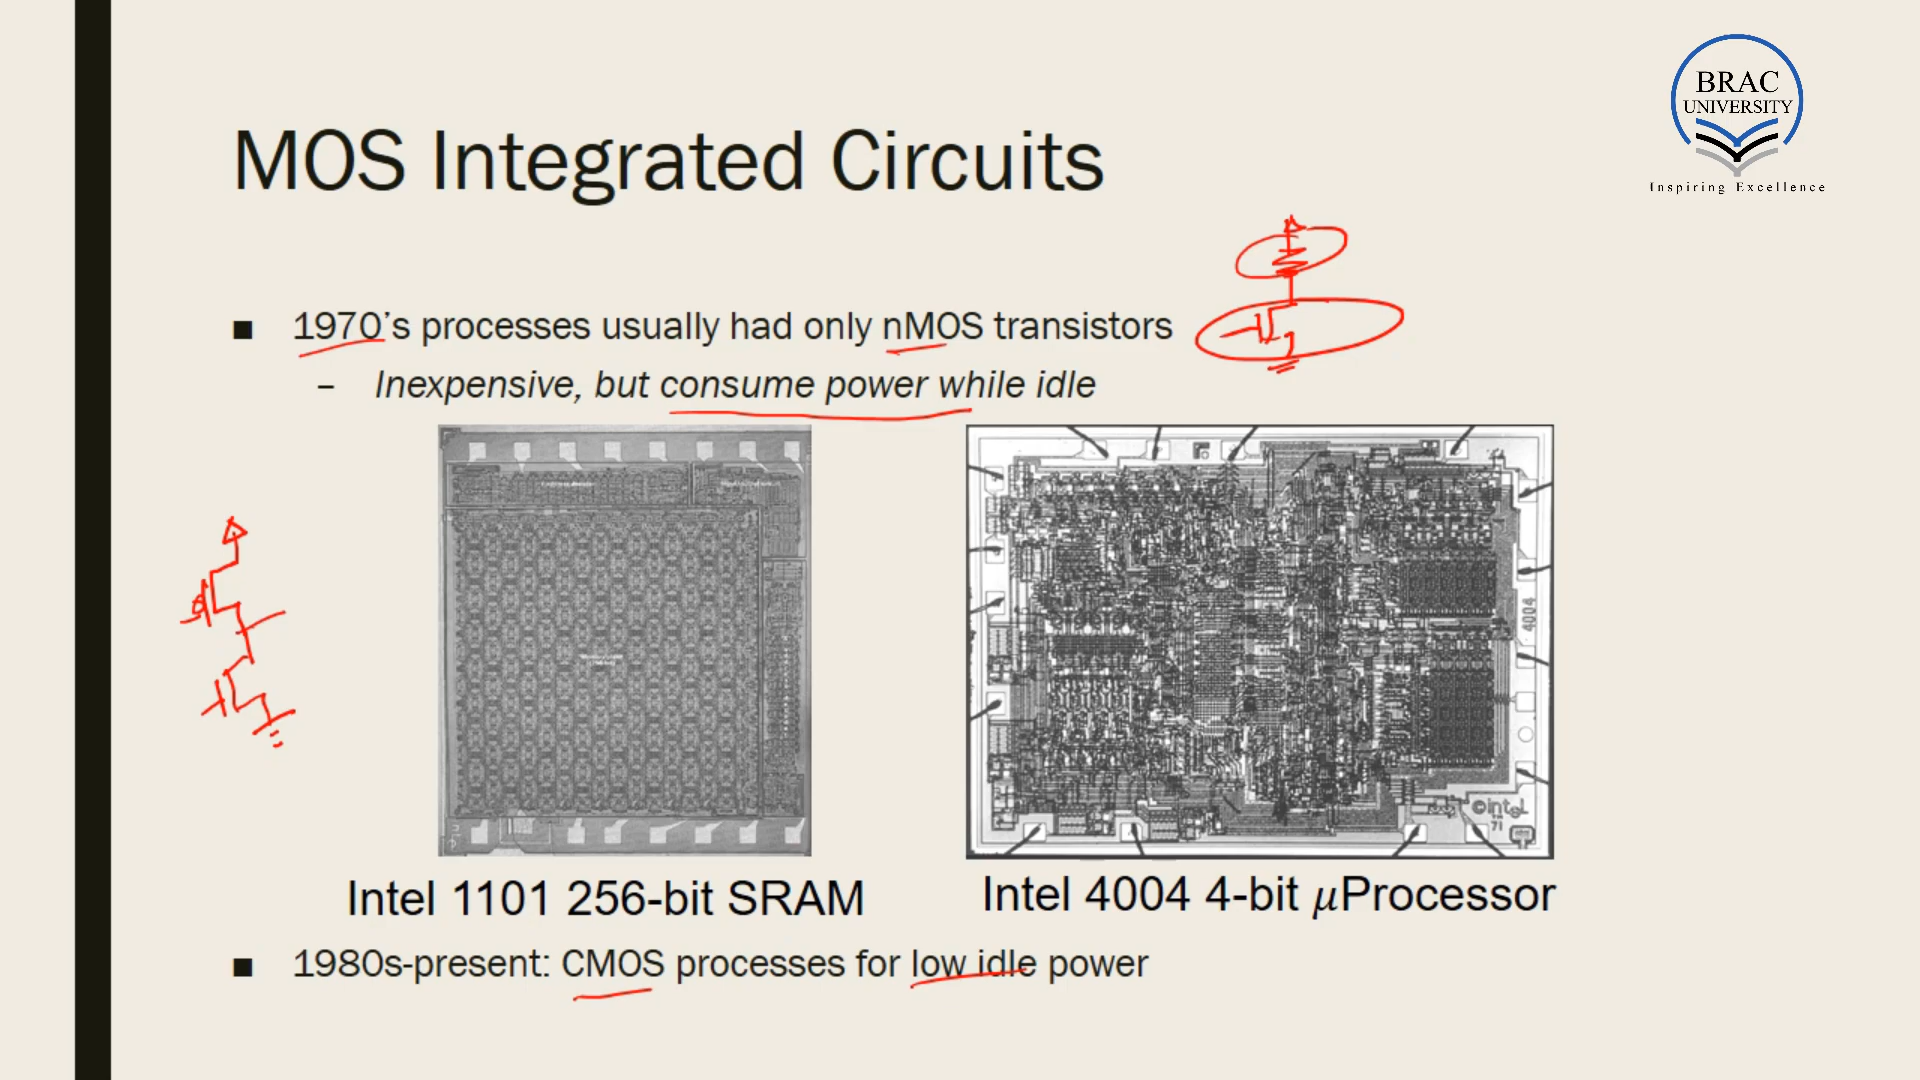 BRAC
UNIVERSITY
Inspiring Excellence
MOS Integrated Circuits
■ 1970’s processes usually had only nMOS transistors
– Inexpensive, but consume power while idle
4004
©intel
71
Intel 1101 256-bit SRAM
Intel 4004 4-bit μProcessor
■ 1980s-present: CMOS processes for low idle power